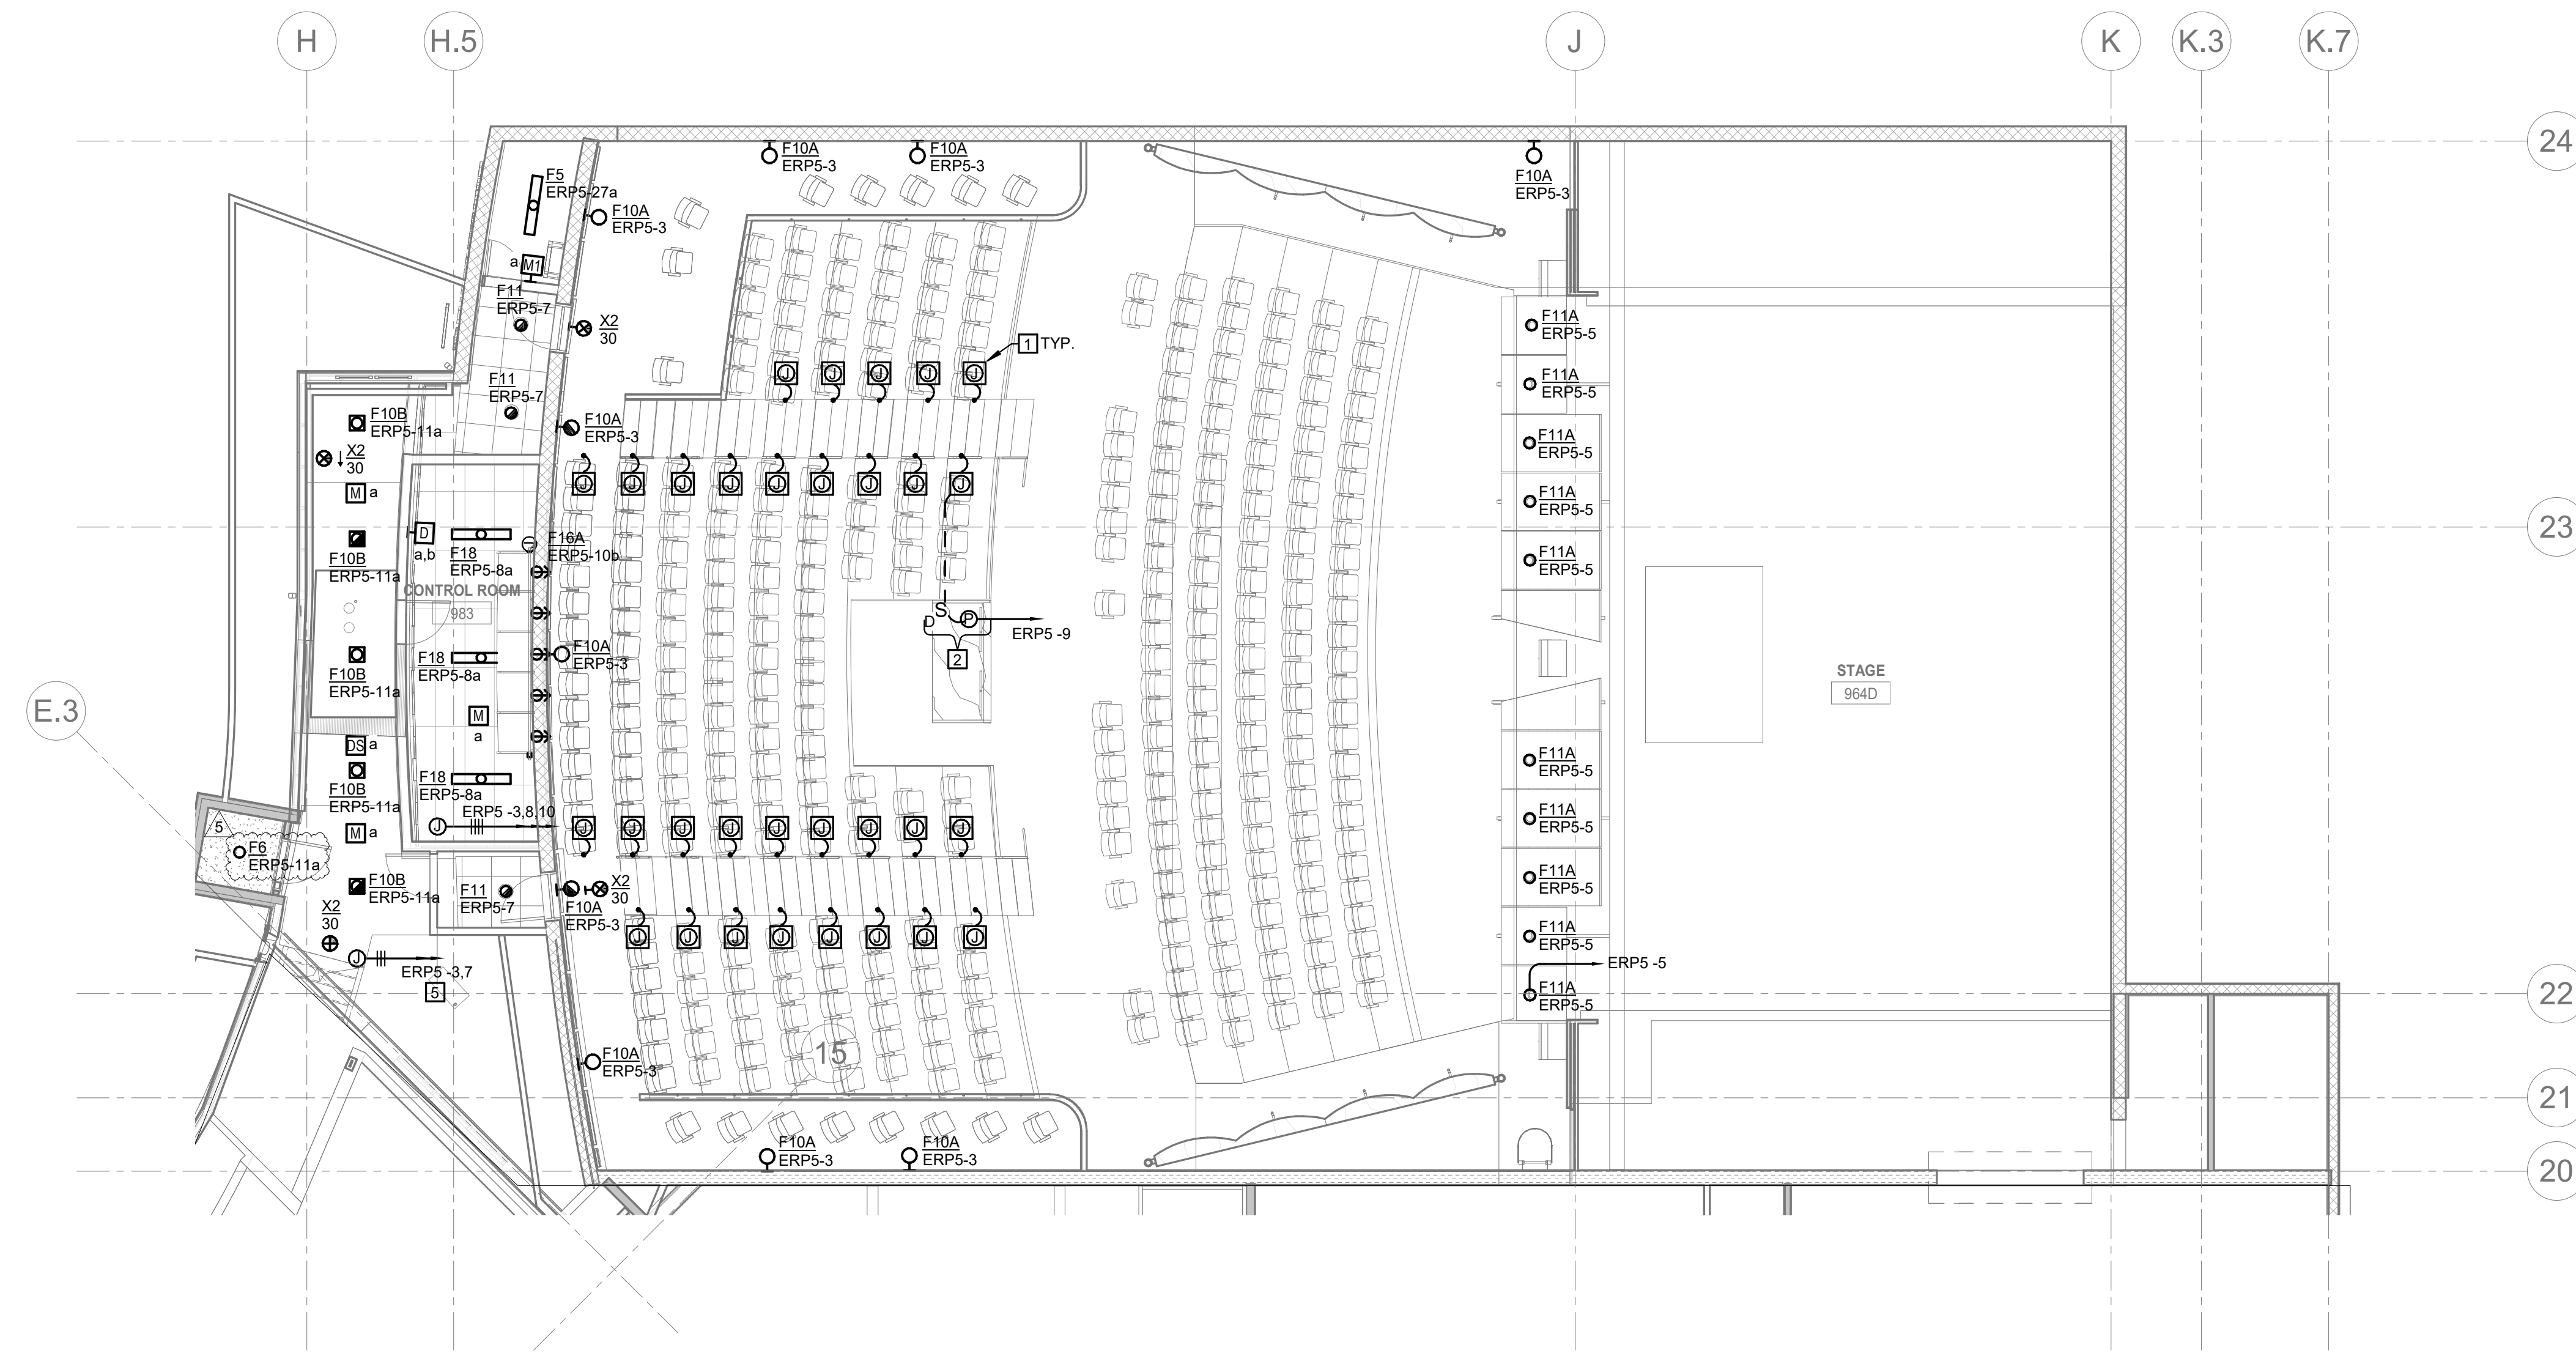 H
H.5
J
K
K.3
K.7
24
F10A
ERP5-3
F10A
ERP5-3
F10A
ERP5-3
F5
ERP5-27a
F10A
ERP5-3
a
M1
F11
ERP5-7
X2
30
F11A
ERP5-5
1 TYP.
J
J
J
J
J
F11
ERP5-7
F11A
ERP5-5
F10B
ERP5-11a
F10A
ERP5-3
F11A
ERP5-5
X2
30
M a
J
J
J
J
J
J
J
J
J
F11A
ERP5-5
23
D
a,b
F18
ERP5-8a
F16A
ERP5-10b
F10B
ERP5-11a
F11A
ERP5-5
CONTROL ROOM
983
S
D
P
ERP5 -9
2
F10B
ERP5-11a
F18
ERP5-8a
F10A
ERP5-3
STAGE
964D
E.3
M
a
DS a
F10B
ERP5-11a
F18
ERP5-8a
F11A
ERP5-5
ERP5 -3,8,10
J
5
M a
J
J
J
J
J
J
J
J
J
F11A
ERP5-5
F6
ERP5-11a
F10B
ERP5-11a
F11
ERP5-7
F10A
ERP5-3
X2
30
F11A
ERP5-5
X2
30
J
J
J
J
J
J
J
J
F11A
ERP5-5
J
ERP5 -3,7
5
ERP5 -5
F11A
ERP5-5
22
F10A
ERP5-3
15
21
F10A
ERP5-3
F10A
ERP5-3
20